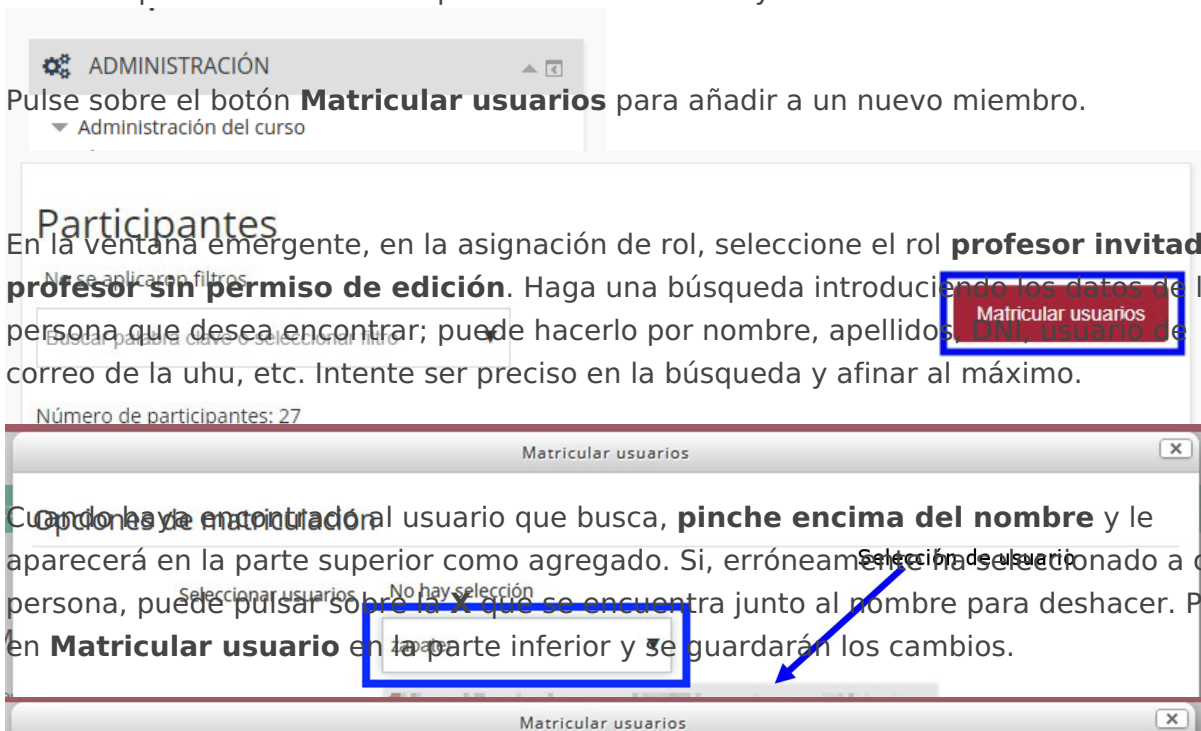 ADMINISTRACIÓN
Pulse sobre el botón Matricular usuarios para añadir a un nuevo miembro.
Administración del curso
Participantes
En la ventana emergente, en la asignación de rol, seleccione el rol profesor invitad
No se aplicaron filtros
profesor sin permiso de edición. Haga una búsqueda introduciendo los datos de l
Matricular usuarios
persona que desea encontrar; puede hacerlo por nombre, apellidos, DNI, usuario de
Buscar palabra clave o seleccionar filtro
correo de la uhu, etc. Intente ser preciso en la búsqueda y afinar al máximo.
Número de participantes: 27
Matricular usuarios
Cuando haya encontrado al usuario que busca, pinche encima del nombre y le
Opciones de matriculación
aparecerá en la parte superior como agregado. Si, erróneamente ha seleccionado a
Selección de usuario
persona, puede pulsar sobre la X que se encuentra junto al nombre para deshacer. P
Seleccionar usuarios
No hay selección
en Matricular usuario en la parte inferior y se guardarán los cambios.
zapater
Matricular usuarios